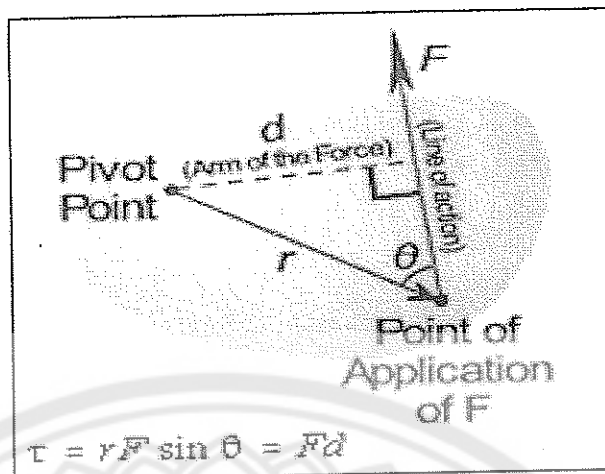 F
d
(Arm of the Force)
(Line of action)
Pivot
Point
r
θ
Point of
Application
of F
τ = rF sin θ = Fd